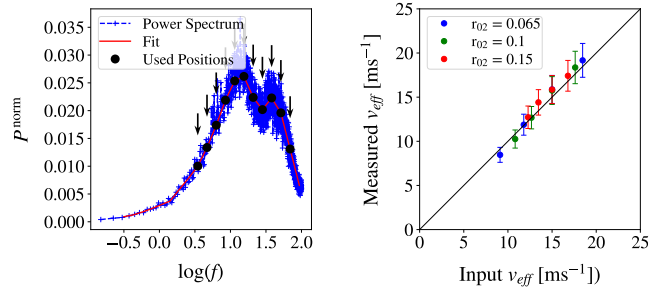 Power Spectrum
Fit
Used Positions
0.035
0.030
0.025
0.020
0.015
0.010
0.005
0.000
P^norm
−0.5 0.0 0.5 1.0 1.5 2.0
log(f)
r₀₂ = 0.065
r₀₂ = 0.1
r₀₂ = 0.15
25
20
15
10
5
0
Measured v_eff [ms⁻¹]
0 5 10 15 20 25
Input v_eff [ms⁻¹])